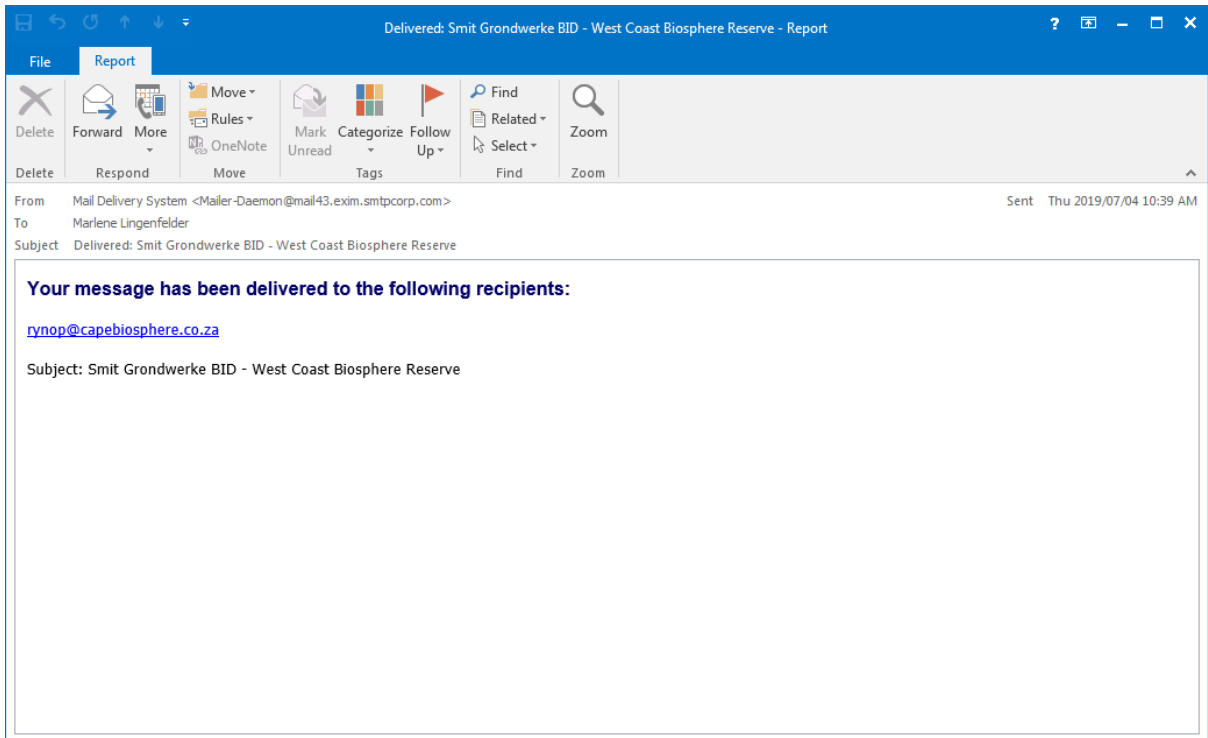 Delivered: Smit Grondwerke BID - West Coast Biosphere Reserve - Report
File Report
Delete
Forward
More
Move
Rules
OneNote
Mark Unread
Categorize
Follow Up
Find
Related
Select
Zoom
Delete Respond Move Tags Find Zoom
From Mail Delivery System <Mailer-Daemon@mail43.exim.smtpcorp.com> Sent Thu 2019/07/04 10:39 AM
To Marlene Lingenfelder
Subject Delivered: Smit Grondwerke BID - West Coast Biosphere Reserve
Your message has been delivered to the following recipients:
rynop@capebiosphere.co.za
Subject: Smit Grondwerke BID - West Coast Biosphere Reserve